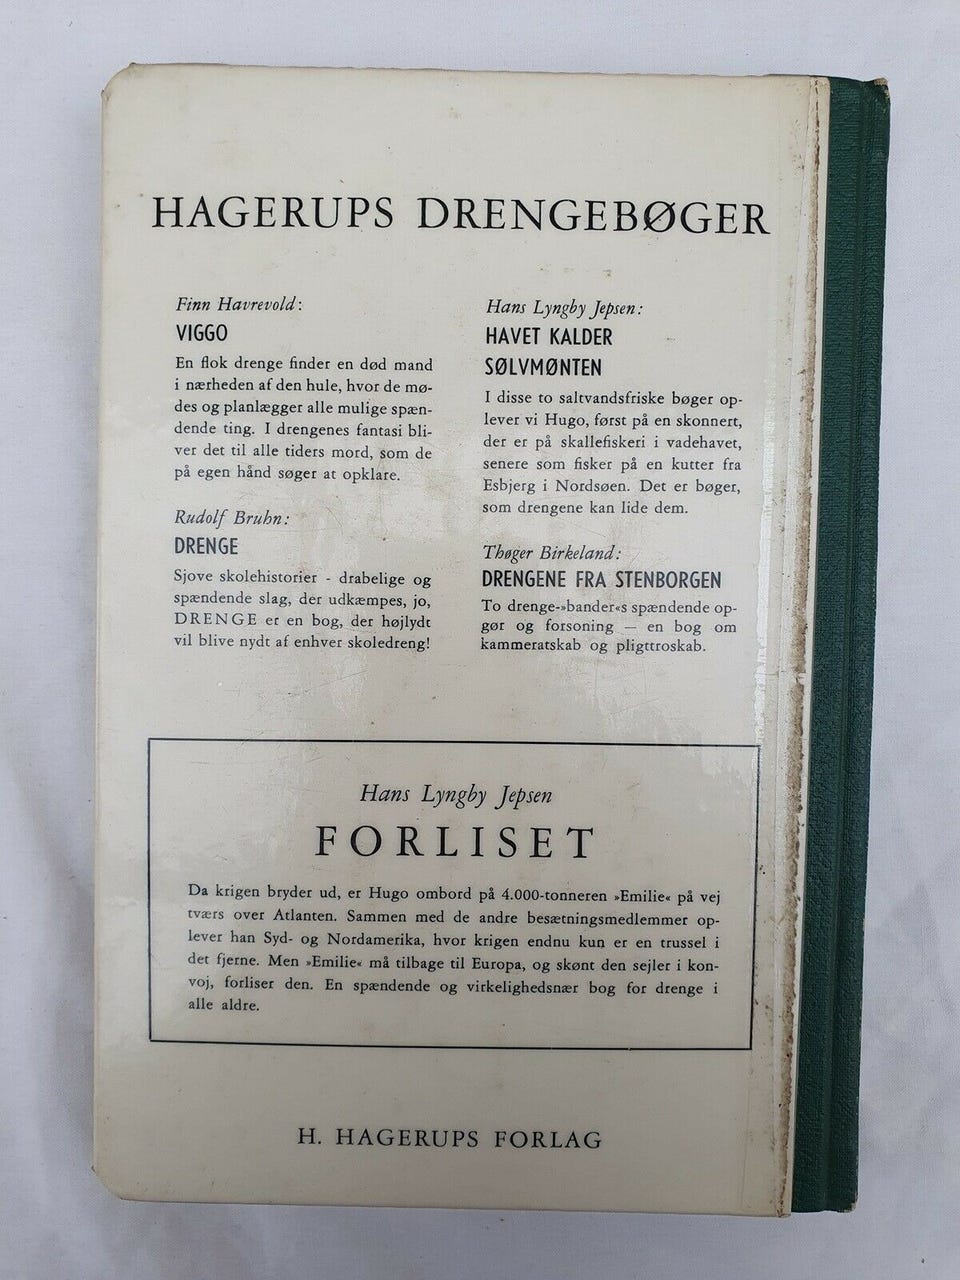 HAGERUPS DRENGEBØGER
Finn Havrevold:
VIGGO
En flok drenge finder en død mand
i nærheden af den hule, hvor de mø-
des og planlægger alle mulige spæn-
dende ting. I drengenes fantasi bli-
ver det til alle tiders mord, som de
på egen hånd søger at opklare.
Rudolf Bruhn:
DRENGE
Sjove skolehistorier - drabelige og
spændende slag, der udkæmpes, jo,
DRENGE er en bog, der højlydt
vil blive nydt af enhver skoledreng!
Hans Lyngby Jepsen:
HAVET KALDER
SØLVMØNTEN
I disse to saltvandsfriske bøger op-
lever vi Hugo, først på en skonnert,
der er på skallefiskeri i vadehavet,
senere som fisker på en kutter fra
Esbjerg i Nordsøen. Det er bøger,
som drengene kan lide dem.
Thøger Birkeland:
DRENGENE FRA STENBORGEN
To drenge-»bander«s spændende op-
gør og forsoning — en bog om
kammeratskab og pligttroskab.
Hans Lyngby Jepsen
FORLISET
Da krigen bryder ud, er Hugo ombord på 4.000-tonneren »Emilie« på vej
tværs over Atlanten. Sammen med de andre besætningsmedlemmer op-
lever han Syd- og Nordamerika, hvor krigen endnu kun er en trussel i
det fjerne. Men »Emilie« må tilbage til Europa, og skønt den sejler i kon-
voj, forliser den. En spændende og virkelighedsnær bog for drenge i
alle aldre.
H. HAGERUPS FORLAG